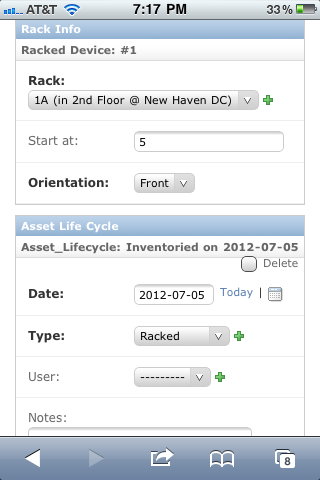 AT&T 7:17 PM 33%
Rack Info
Racked Device: #1
Rack:
1A (in 2nd Floor @ New Haven DC)
Start at: 5
Orientation: Front
Asset Life Cycle
Asset_Lifecycle: Inventoried on 2012-07-05
Delete
Date: 2012-07-05 Today |
Type: Racked
User: ---------
Notes:
8